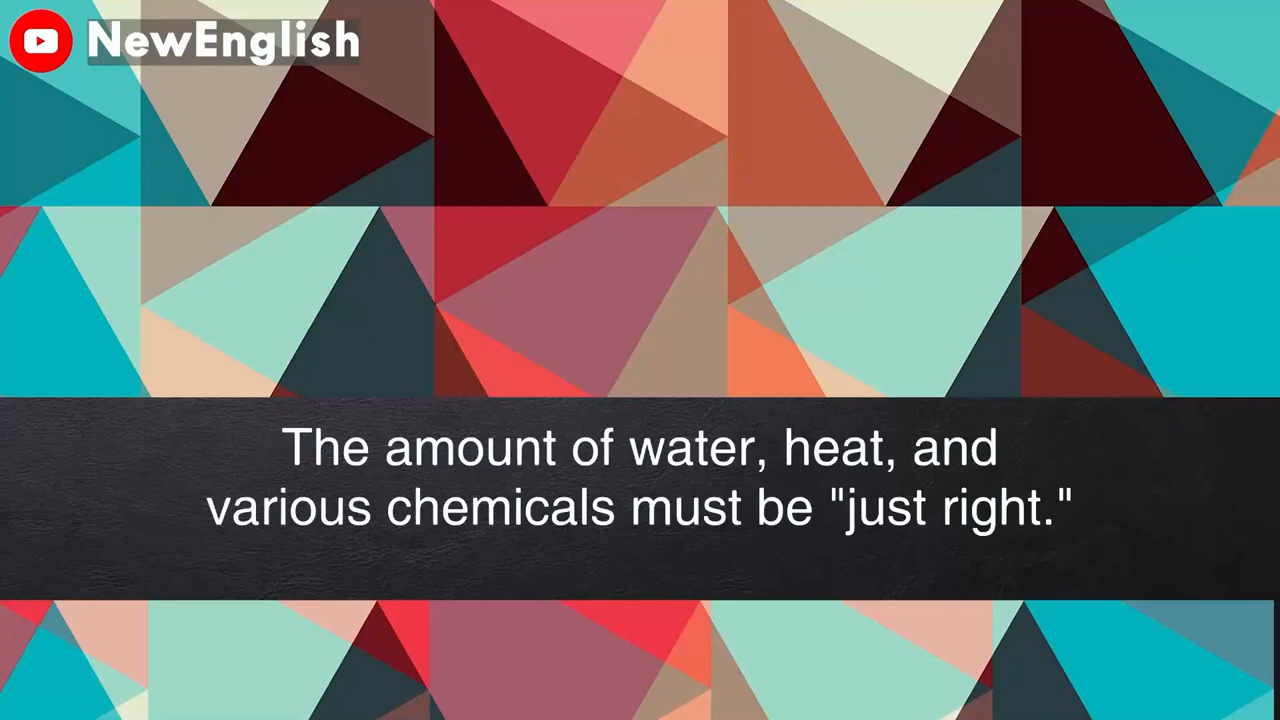 NewEnglish
The amount of water, heat, and
various chemicals must be "just right."